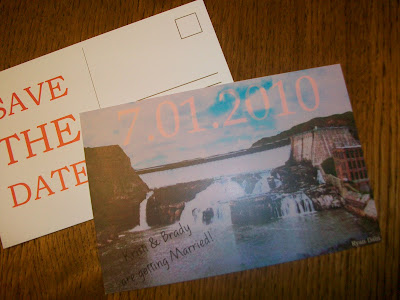 SAVE
THE
DATE
7.01.2010
& Brady
are getting Married!